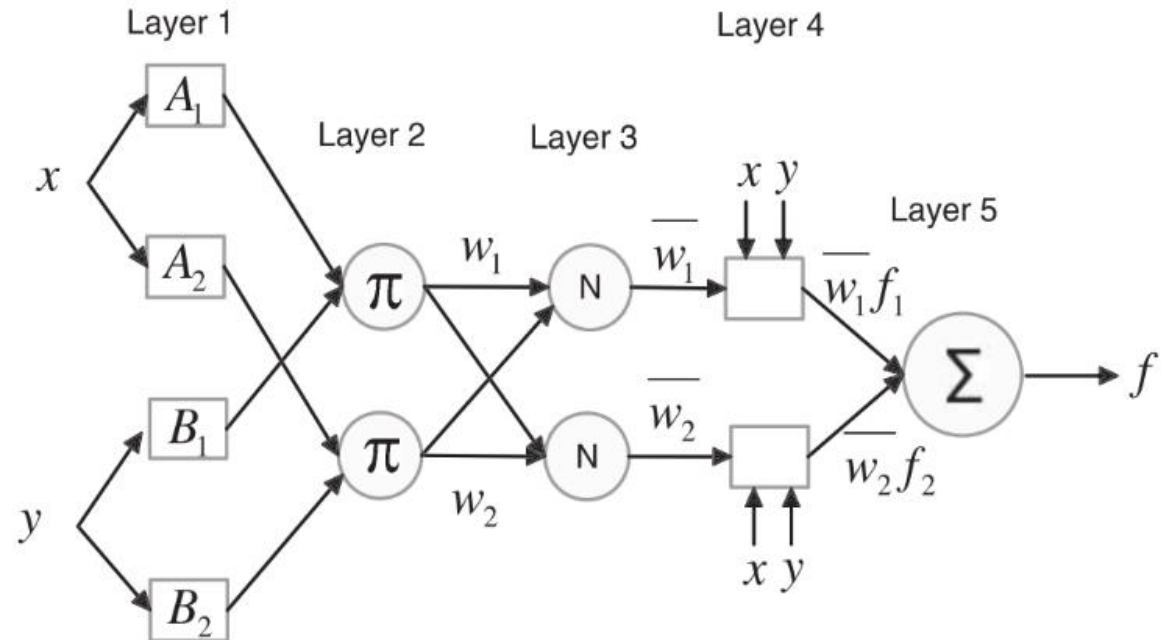 Layer 1
Layer 4
A₁
Layer 2
Layer 3
x
x y
Layer 5
A₂
w₁
w̅₁
w̅₁f₁
π
N
Σ
f
B₁
π
N
w̅₂
w̅₂f₂
w₂
y
x y
B₂